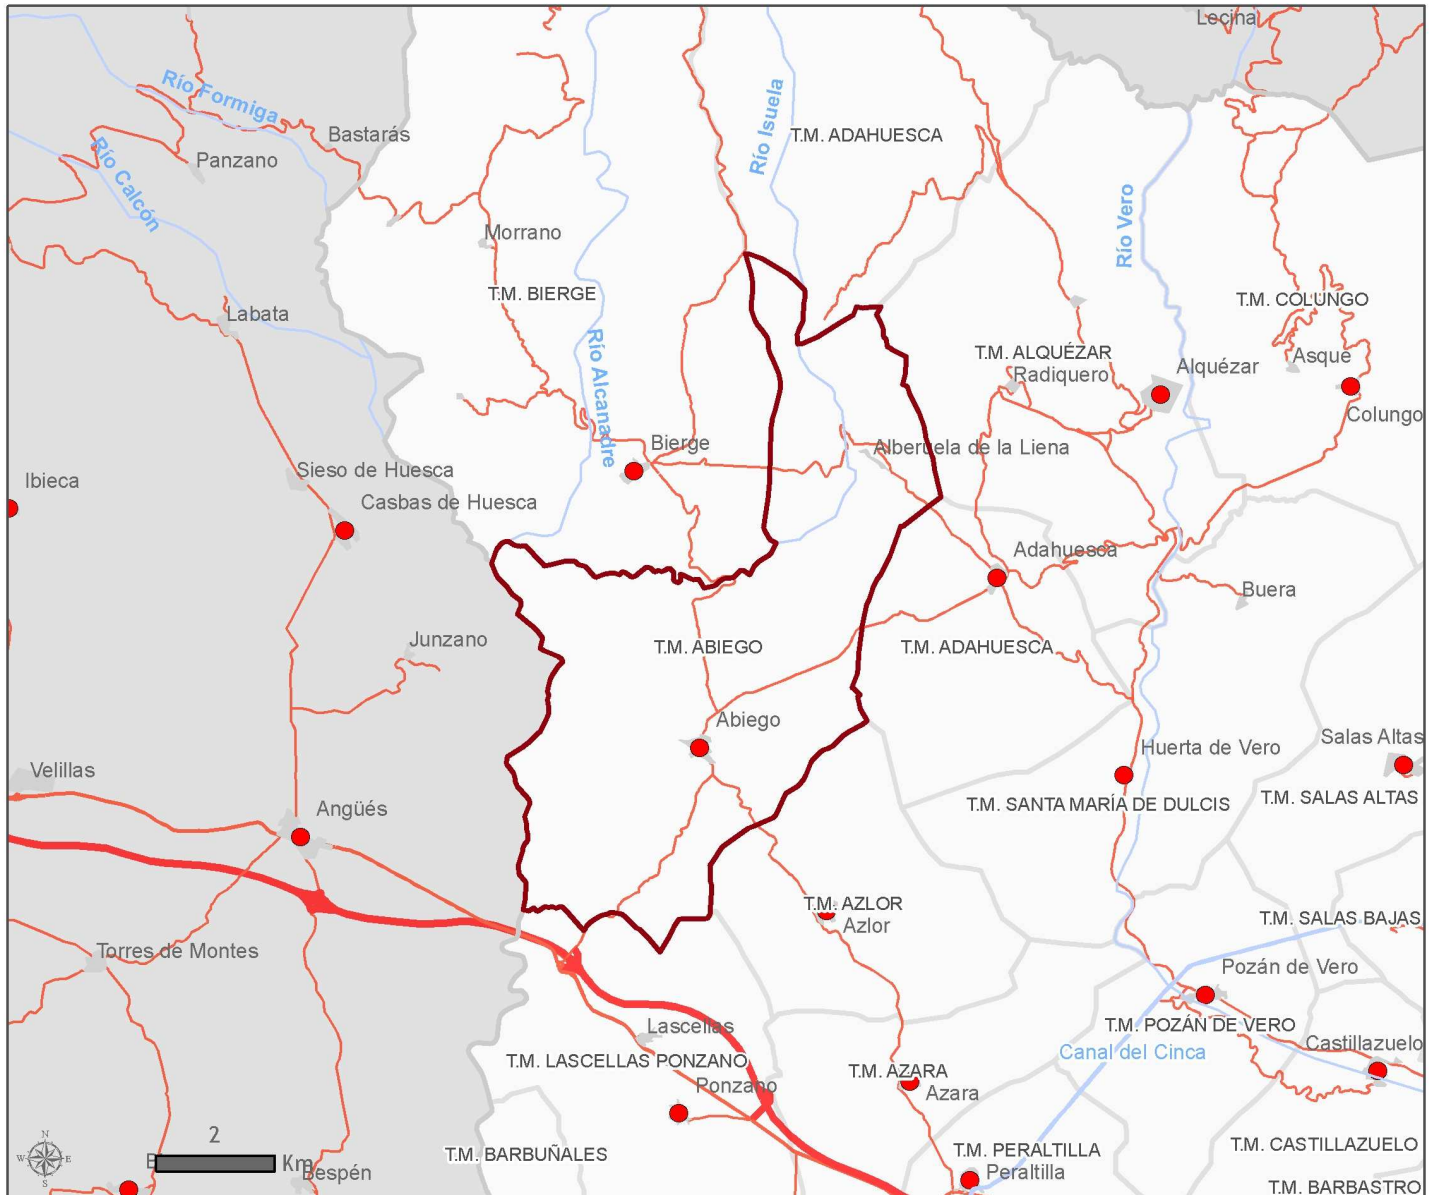 Lecina
Río Formiga
Bastarás
T.M. ADAHUESCA
Río Isuela
Panzano
Río Calcón
Río Vero
Morrano
T.M. BIERGE
T.M. COLUNGO
Labata
T.M. ALQUÉZAR
Radiquero
Alquézar
Asque
Colungo
Río Alcanadre
Bierge
Alberuela de la Liena
Ibieca
Sieso de Huesca
Casbas de Huesca
Adahuesca
Buera
Junzano
T.M. ABIEGO
T.M. ADAHUESCA
Abiego
Huerta de Vero
Salas Altas
Velillas
Angüés
T.M. SANTA MARÍA DE DULCIS
T.M. SALAS ALTAS
T.M. AZLOR
Azlor
T.M. SALAS BAJAS
Torres de Montes
Pozán de Vero
Lascellas
T.M. POZÁN DE VERO
Canal del Cinca
Castillazuelo
T.M. LASCELLAS PONZANO
Ponzano
T.M. AZARA
Azara
N
W E
S
2
Km
Bespén
T.M. BARBUÑALES
T.M. PERALTILLA
Peraltilla
T.M. CASTILLAZUELO
T.M. BARBASTRO